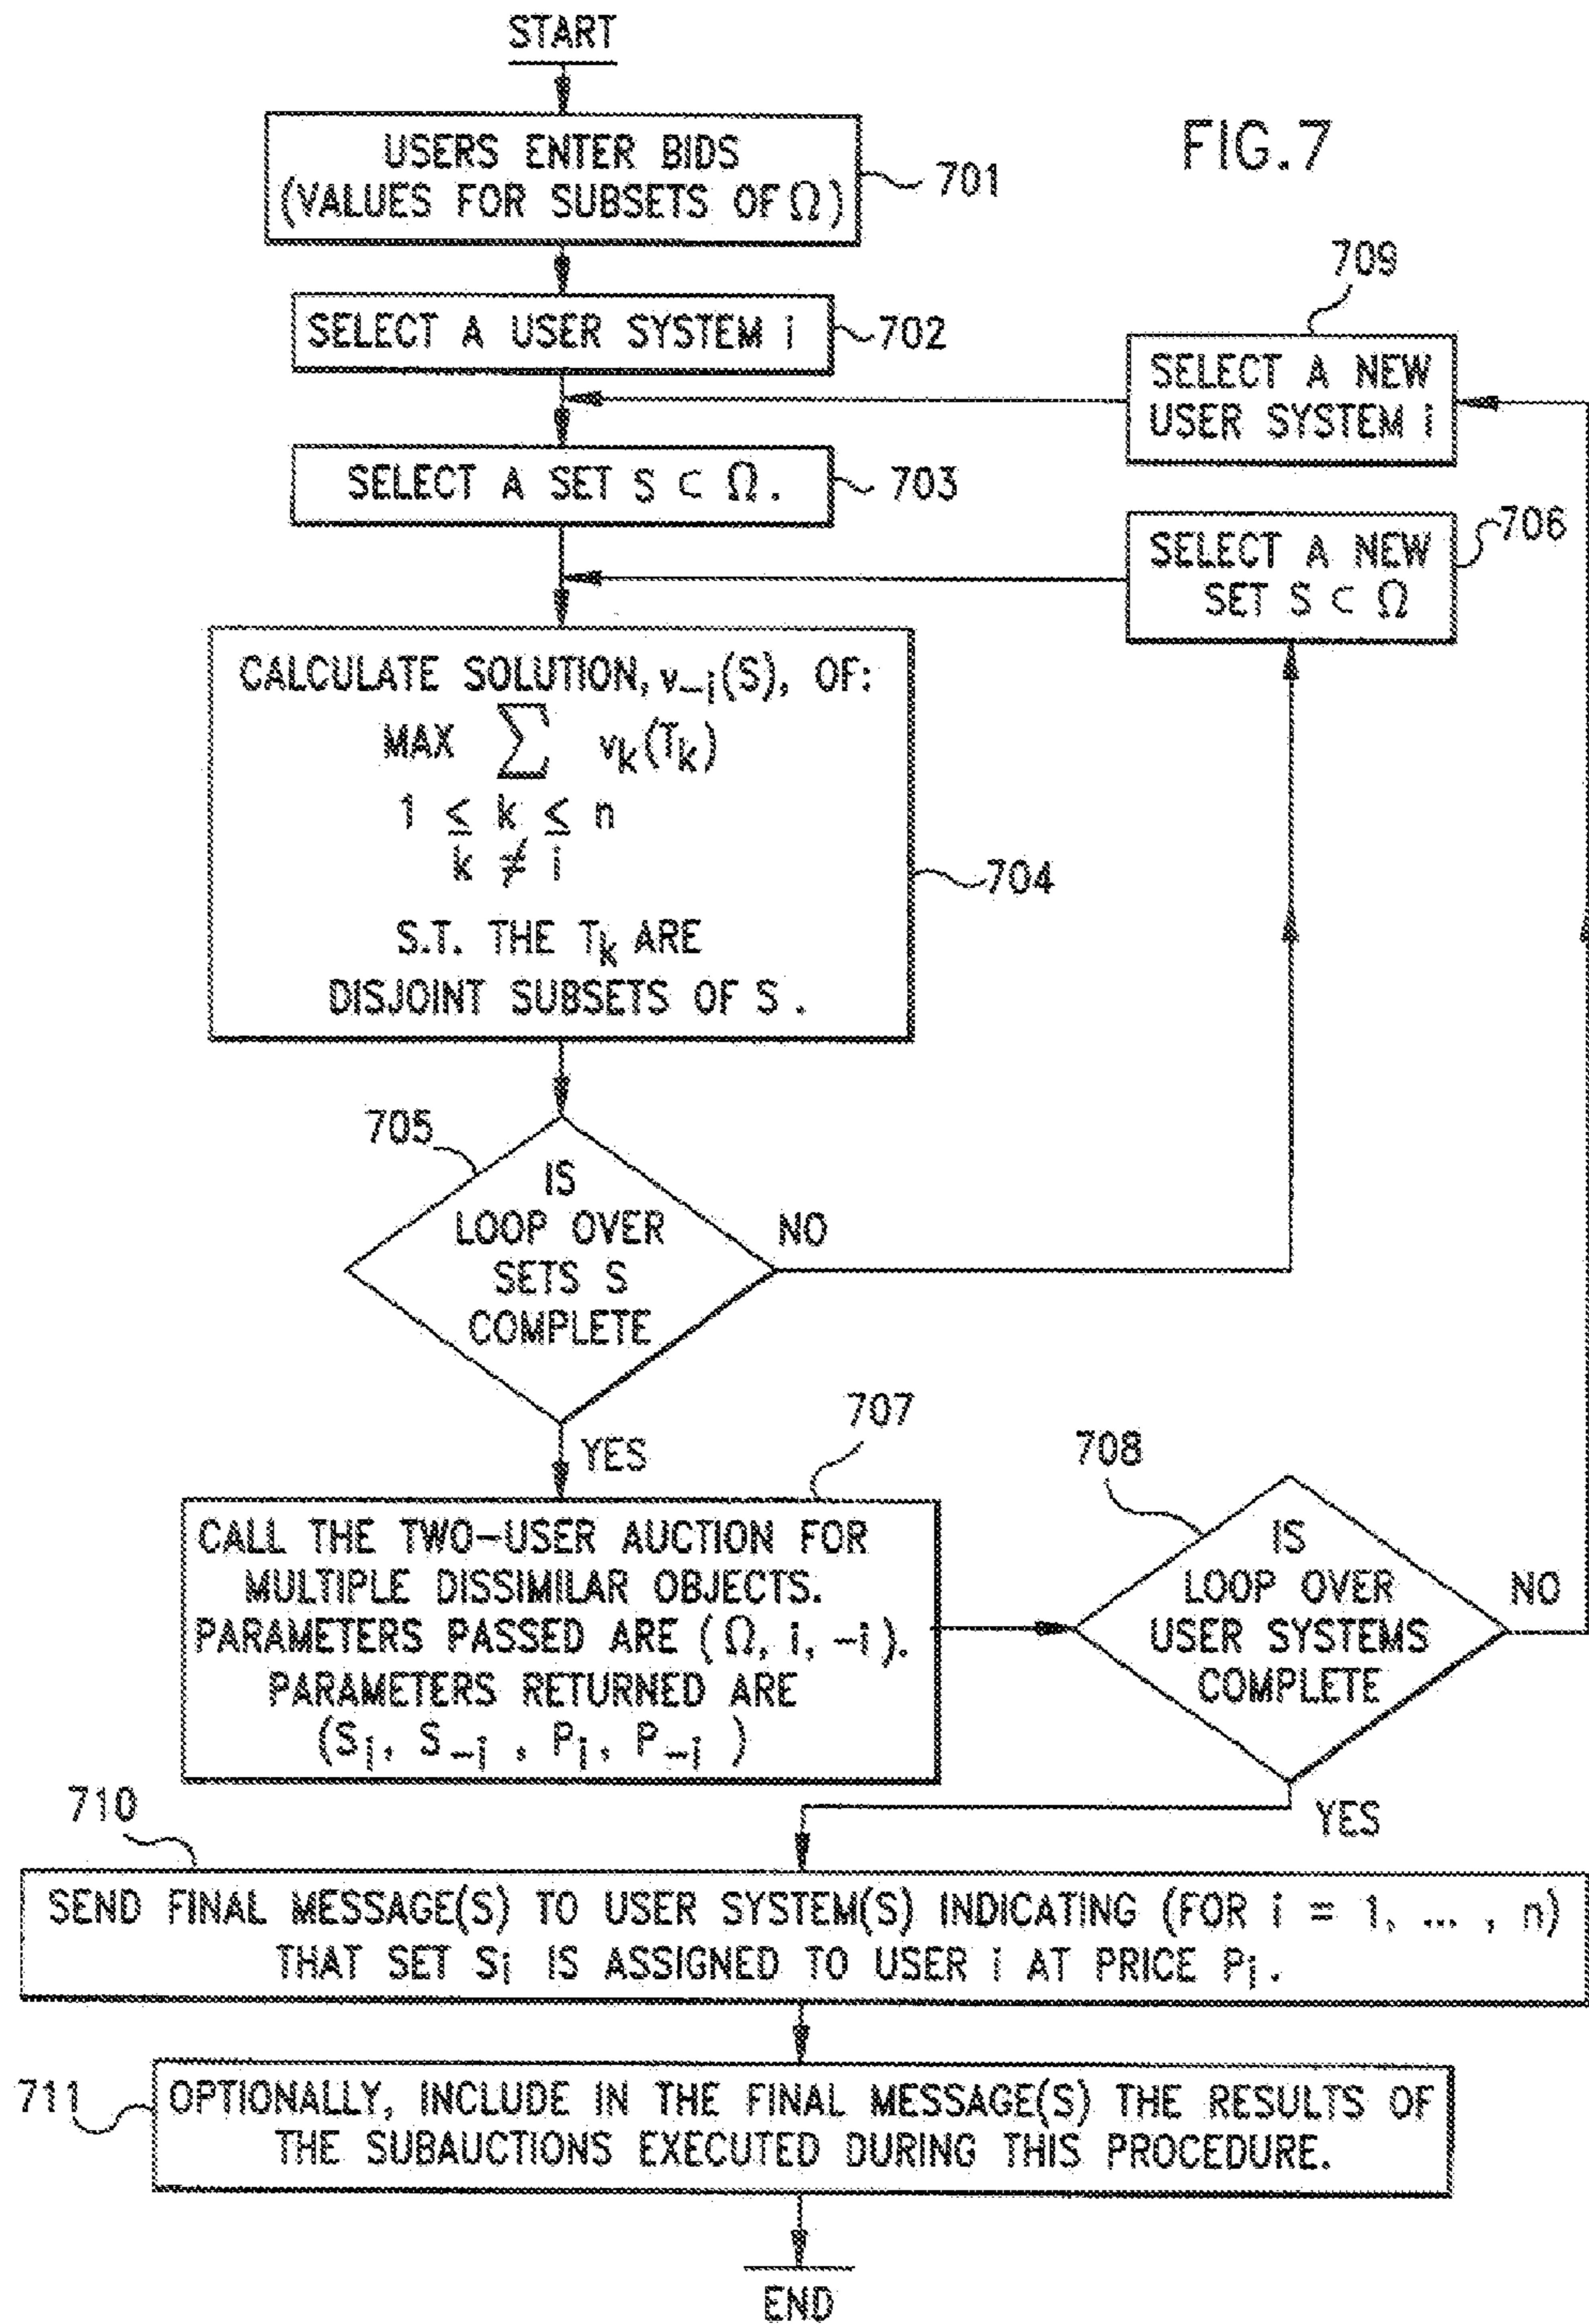 START
FIG.7
USERS ENTER BIDS
(VALUES FOR SUBSETS OF Ω)
701
SELECT A USER SYSTEM i
702
709
SELECT A NEW
USER SYSTEM i
SELECT A SET S ⊂ Ω.
703
706
SELECT A NEW
SET S ⊂ Ω
CALCULATE SOLUTION, v₋ᵢ(S), OF:
MAX ∑ vₖ(Tₖ)
1 ≤ k ≤ n
k ≠ i
S.T. THE Tₖ ARE
DISJOINT SUBSETS OF S.
704
705
IS
LOOP OVER
SETS S
COMPLETE
NO
YES
707
CALL THE TWO-USER AUCTION FOR
MULTIPLE DISSIMILAR OBJECTS.
PARAMETERS PASSED ARE (Ω, i, -i).
PARAMETERS RETURNED ARE
(Sᵢ, S₋ᵢ, Pᵢ, P₋ᵢ)
708
IS
LOOP OVER
USER SYSTEMS
COMPLETE
NO
YES
710
SEND FINAL MESSAGE(S) TO USER SYSTEM(S) INDICATING (FOR i = 1, ... , n)
THAT SET Sᵢ IS ASSIGNED TO USER i AT PRICE Pᵢ.
711
OPTIONALLY, INCLUDE IN THE FINAL MESSAGE(S) THE RESULTS OF
THE SUBAUCTIONS EXECUTED DURING THIS PROCEDURE.
END